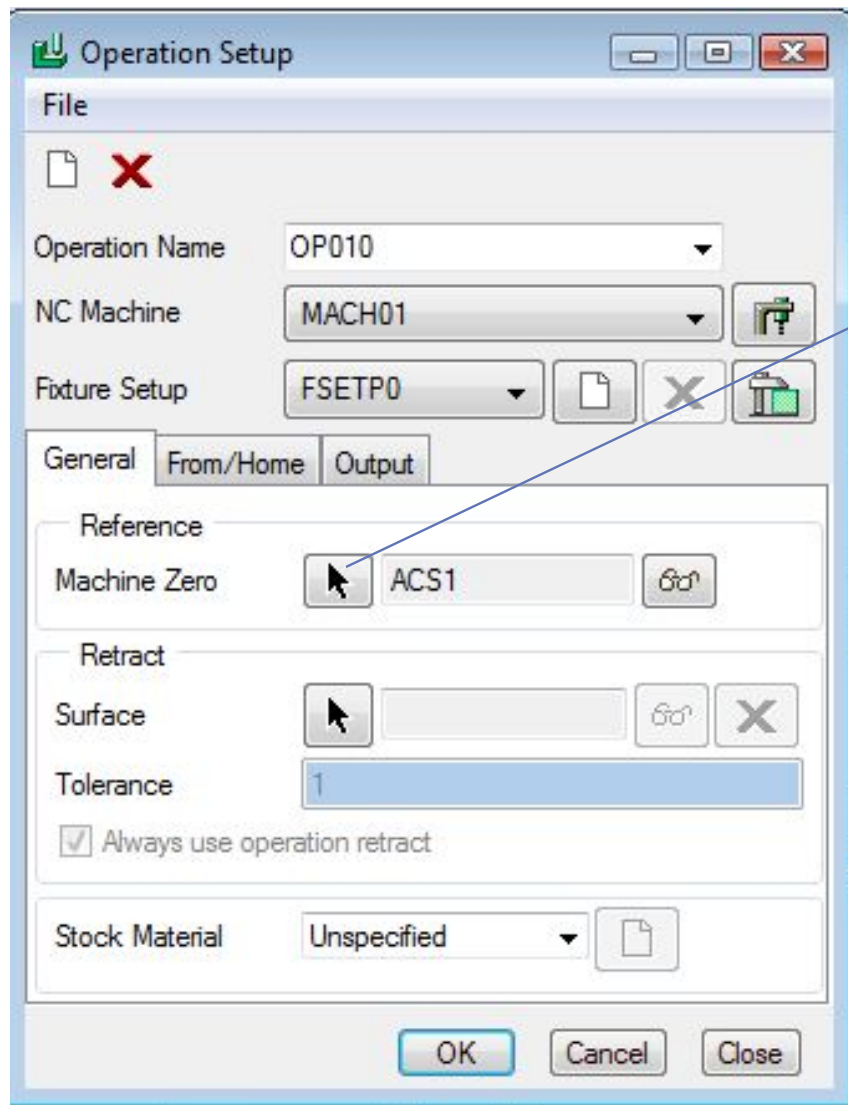 Operation Setup
File
Operation Name OP010
NC Machine MACH01
Fixture Setup FSETP0
General From/Home Output
Reference
Machine Zero ACS1
Retract
Surface
Tolerance 1
Always use operation retract
Stock Material Unspecified
OK Cancel Close